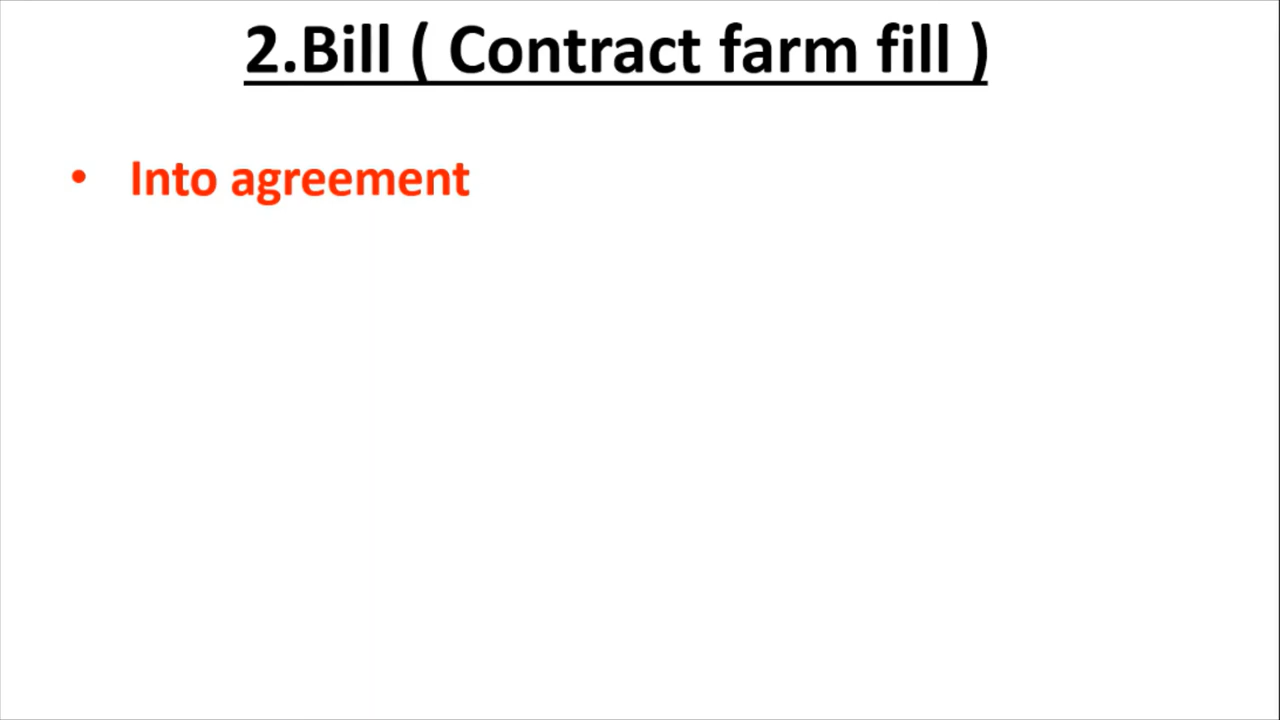 2.Bill ( Contract farm fill )
• Into agreement